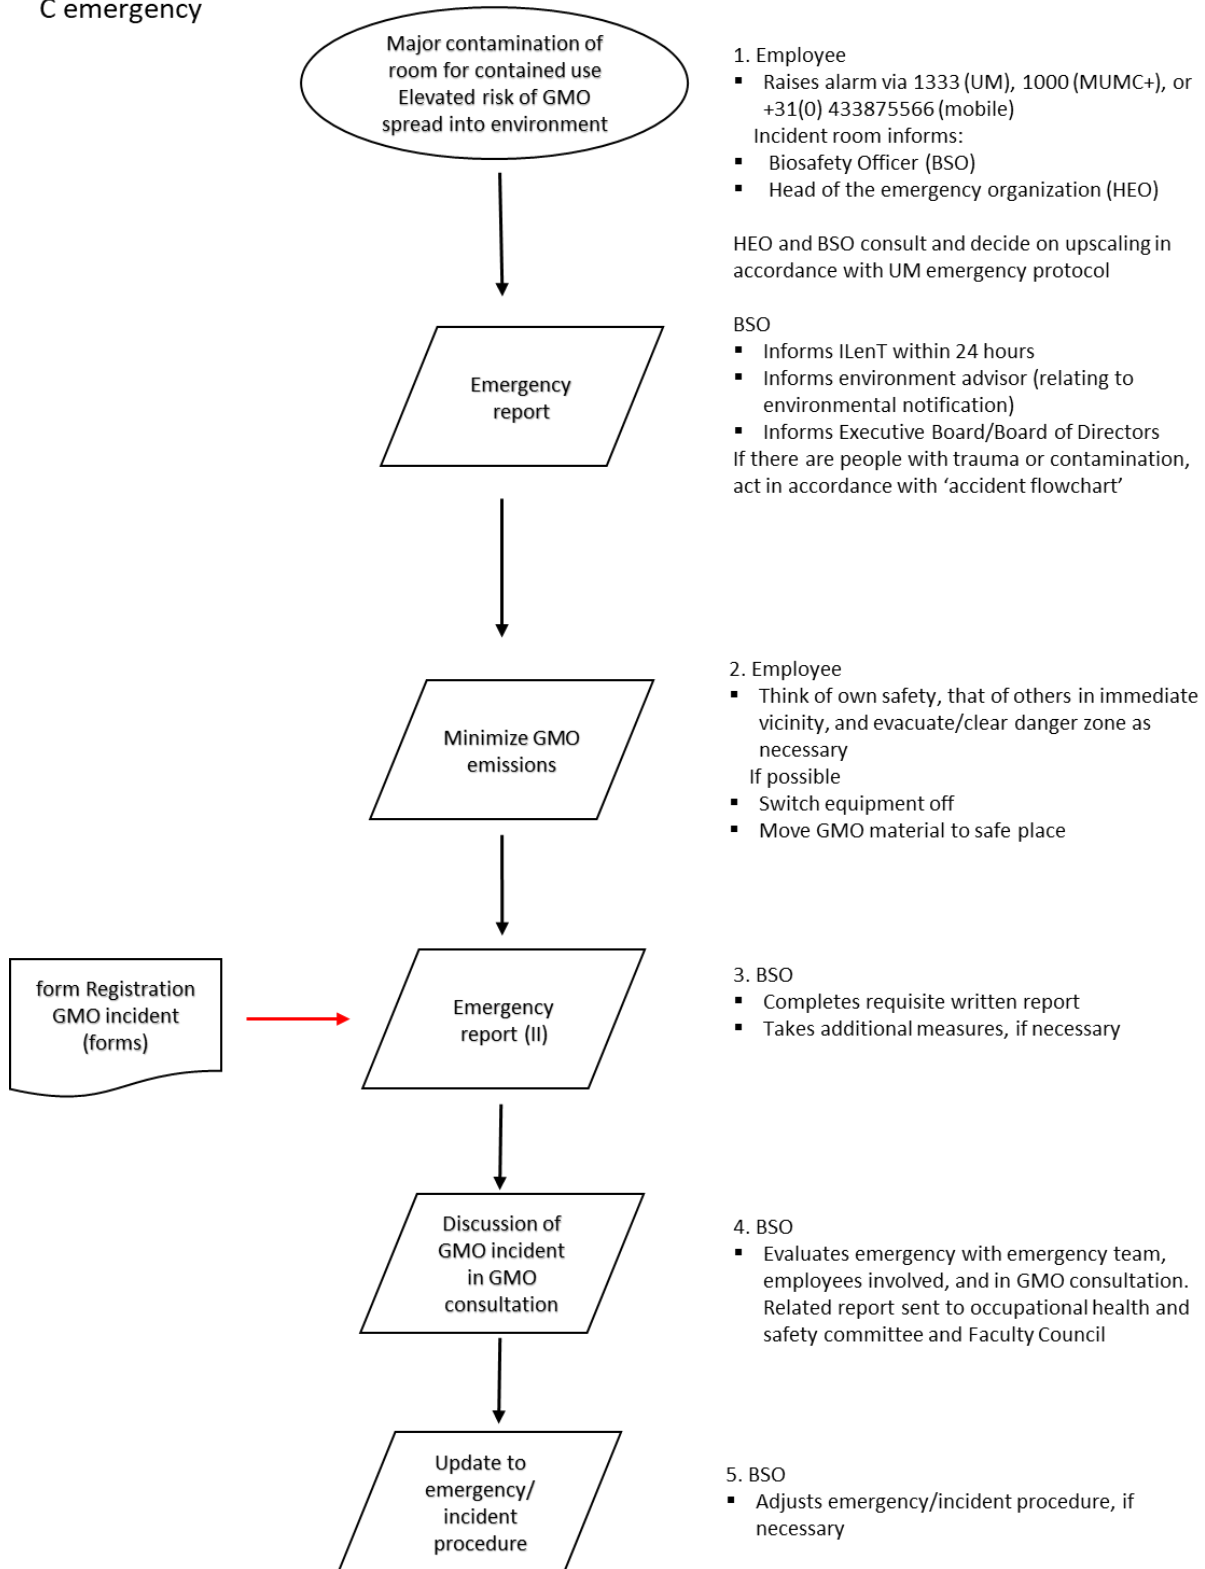 C emergency
Major contamination of
room for contained use
Elevated risk of GMO
spread into environment
1. Employee
▪ Raises alarm via 1333 (UM), 1000 (MUMC+), or
+31(0) 433875566 (mobile)
Incident room informs:
▪ Biosafety Officer (BSO)
▪ Head of the emergency organization (HEO)
HEO and BSO consult and decide on upscaling in
accordance with UM emergency protocol
Emergency
report
BSO
▪ Informs ILenT within 24 hours
▪ Informs environment advisor (relating to
environmental notification)
▪ Informs Executive Board/Board of Directors
If there are people with trauma or contamination,
act in accordance with ‘accident flowchart’
Minimize GMO
emissions
2. Employee
▪ Think of own safety, that of others in immediate
vicinity, and evacuate/clear danger zone as
necessary
If possible
▪ Switch equipment off
▪ Move GMO material to safe place
form Registration
GMO incident
(forms)
Emergency
report (II)
3. BSO
▪ Completes requisite written report
▪ Takes additional measures, if necessary
Discussion of
GMO incident
in GMO
consultation
4. BSO
▪ Evaluates emergency with emergency team,
employees involved, and in GMO consultation.
Related report sent to occupational health and
safety committee and Faculty Council
Update to
emergency/
incident
procedure
5. BSO
▪ Adjusts emergency/incident procedure, if
necessary